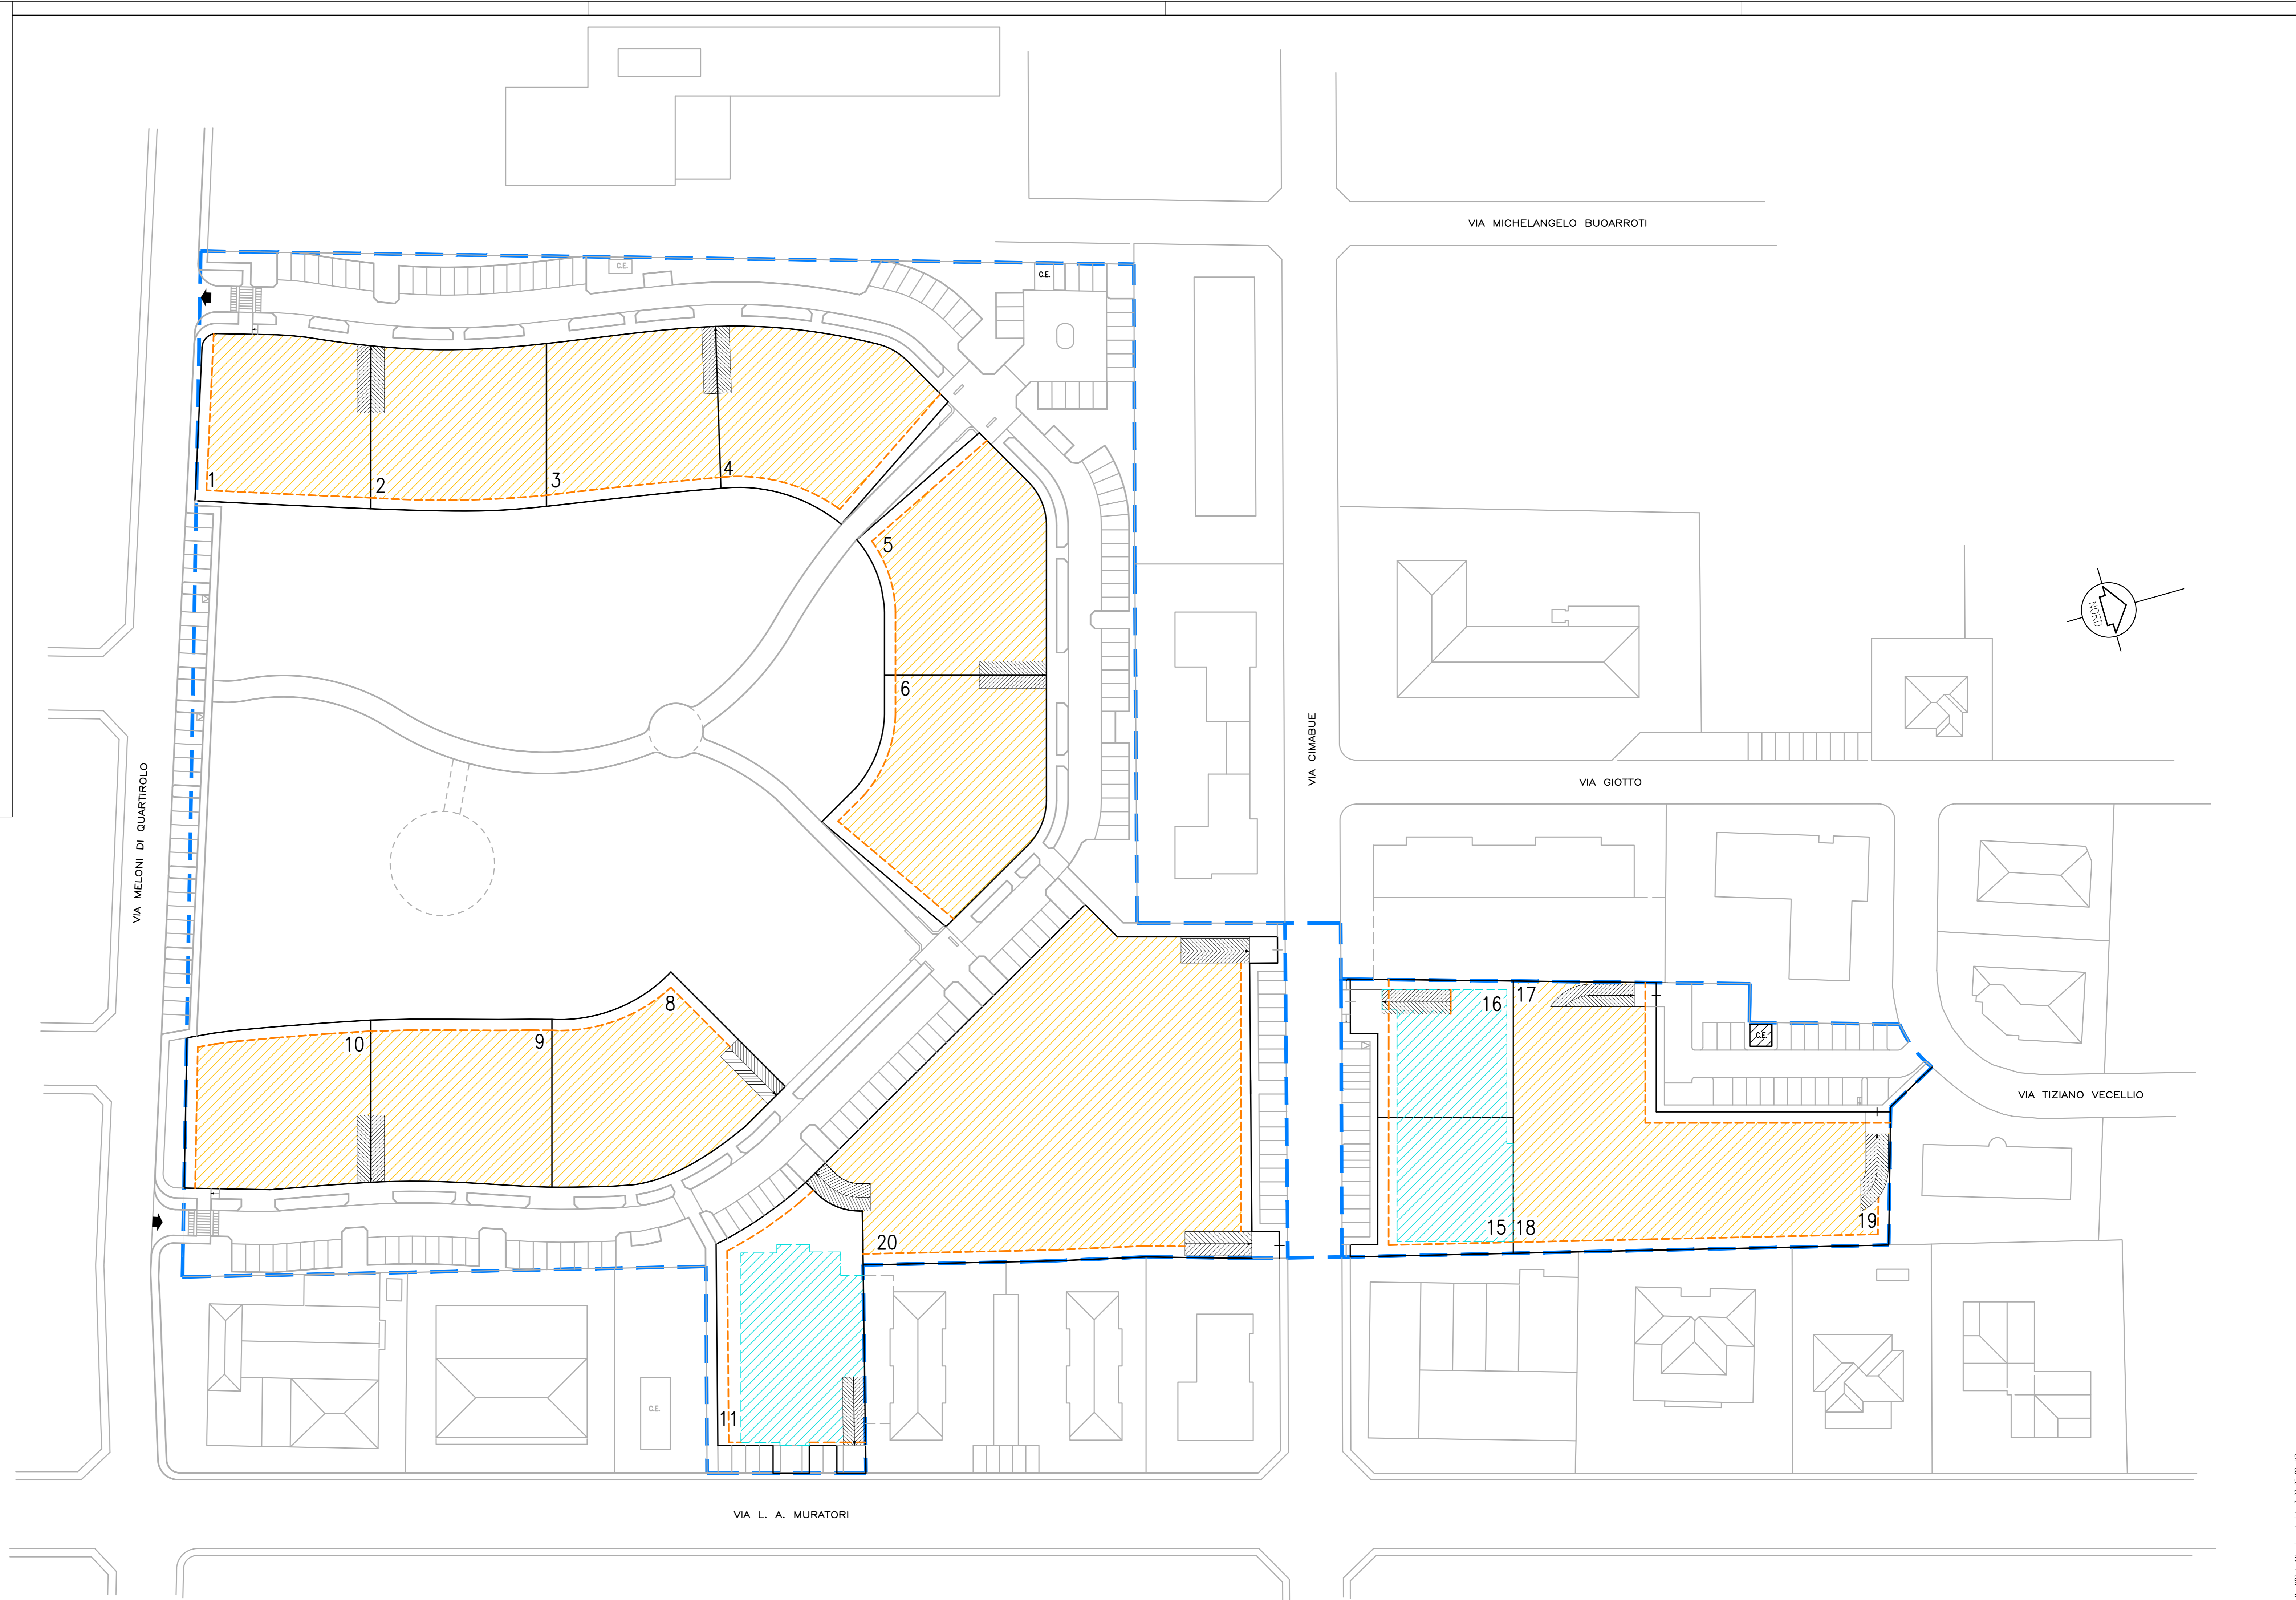 VIA MICHELANGELO BUOARROTI
C.E.
C.E.
1
2
3
4
5
NORD
6
VIA CIMABUE
VIA GIOTTO
VIA MELONI DI QUARTIROLO
8
16
17
C.E.
10
9
VIA TIZIANO VECELLIO
15
18
19
20
11
C.E.
VIA L. A. MURATORI